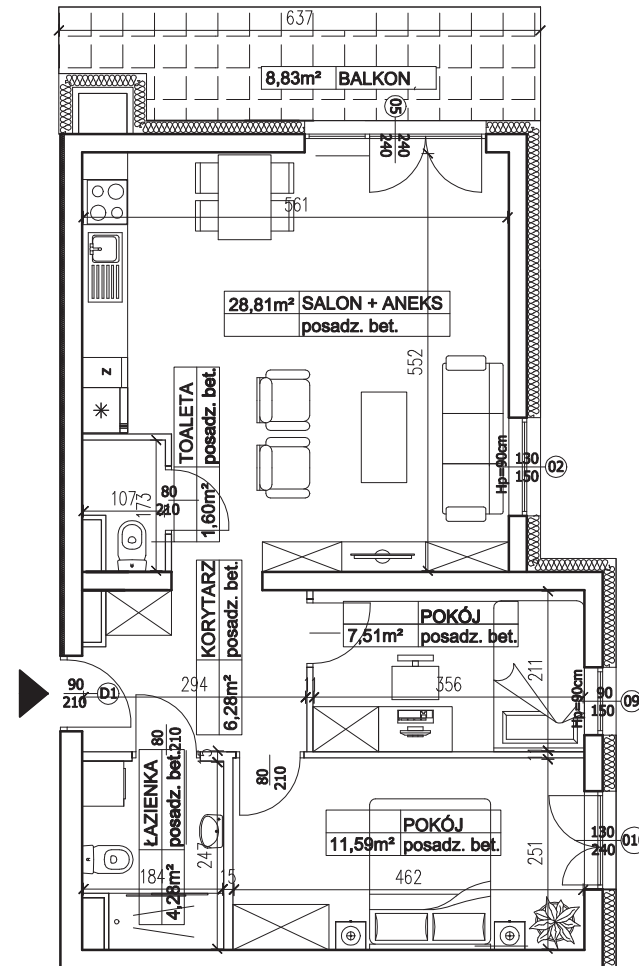 637
8,83m² BALKON
05
240
240
561
28,81m² SALON + ANEKS
posadz. bet.
552
N
TOALETA
1,60m² posadz. bet.
Hp=90cm
130
150
02
107
173
80
210
KORYTARZ
6,28m² posadz. bet.
POKÓJ
7,51m² posadz. bet.
211
90
210
D1
294
11
356
Hp=90cm
90
150
09
80
210
ŁAZIENKA
4,28m² posadz. bet.
80
210
POKÓJ
11,59m² posadz. bet.
130
240
010
251
247
184
15
462